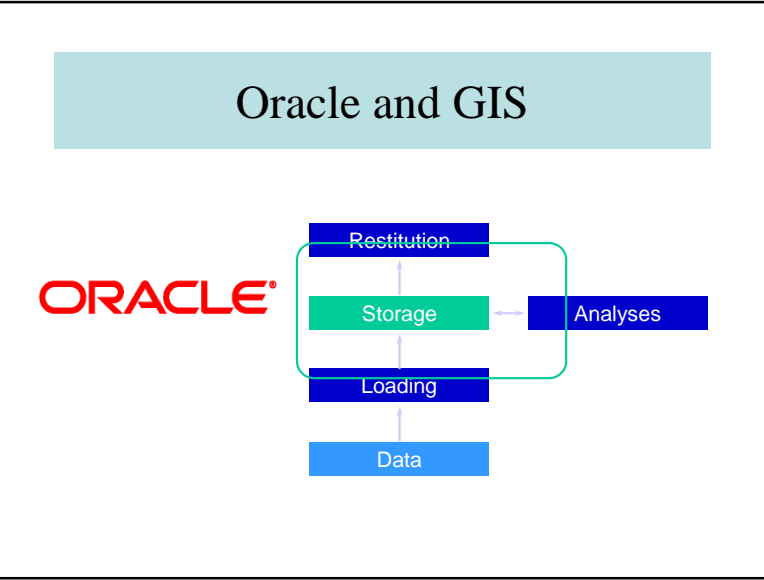 Oracle and GIS
Restitution
ORACLE®
Storage
Analyses
Loading
Data